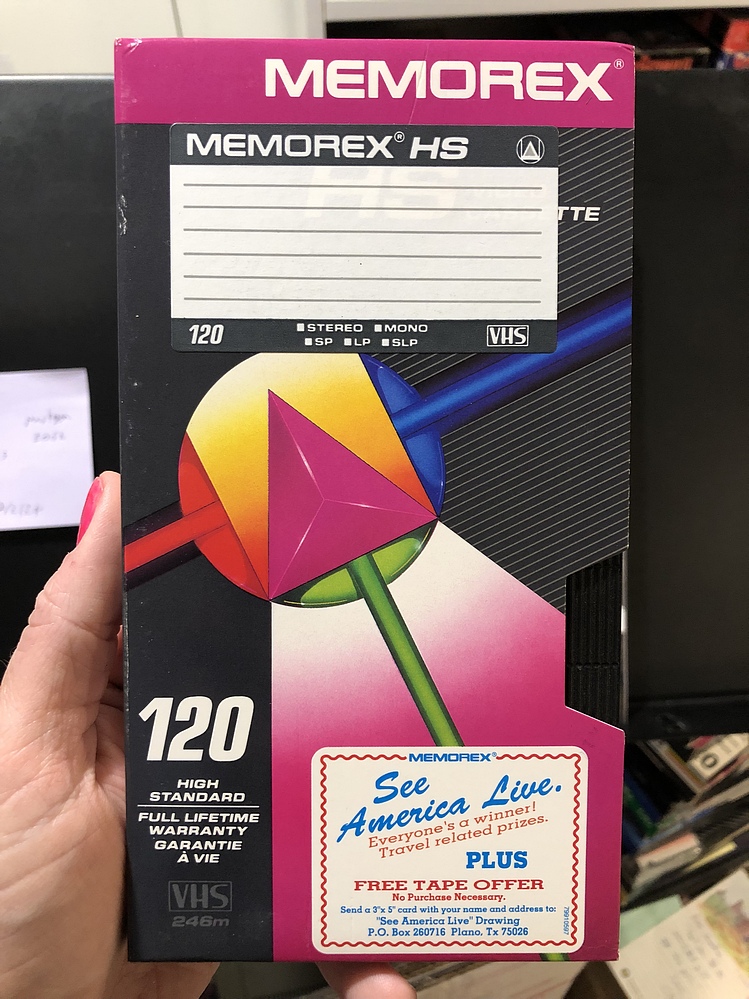 MEMOREX®
MEMOREX® HS
HS
TTE
120
STEREO MONO
SP LP SLP
VHS
120
HIGH
STANDARD
FULL LIFETIME
WARRANTY
GARANTIE
À VIE
VHS
246m
MEMOREX®
See
America Live.
Everyone's a winner!
Travel related prizes.
PLUS
FREE TAPE OFFER
No Purchase Necessary.
Send a 3"x 5" card with your name and address to:
"See America Live" Drawing
P.O. Box 260716 Plano, Tx 75026